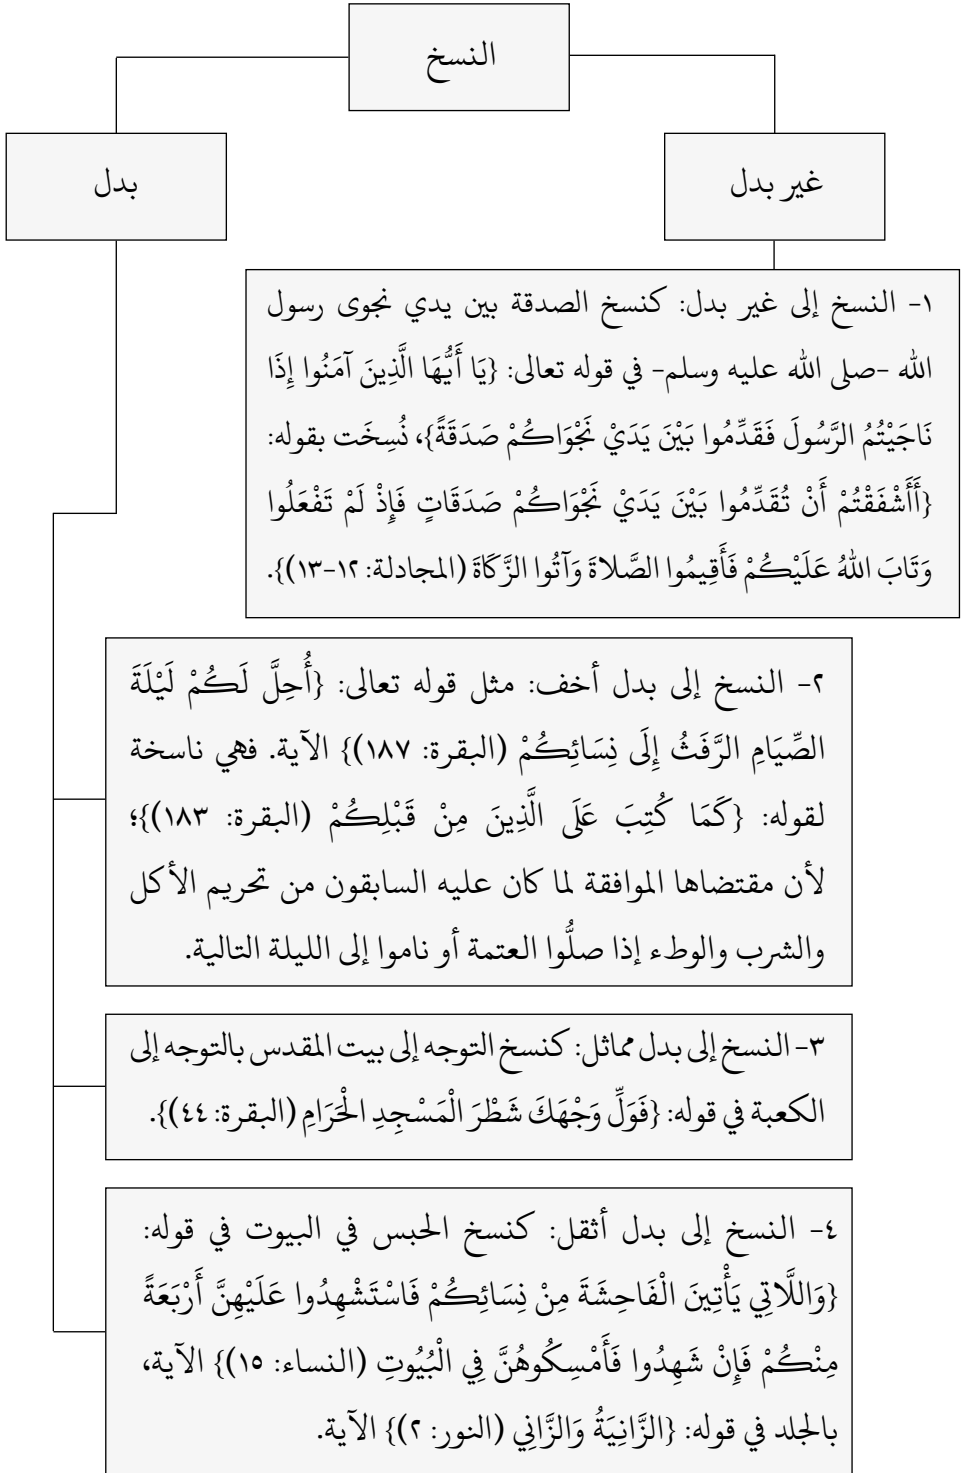 النسخ
غير بدل
بدل
١- النسخ إلى غير بدل: كنسخ الصدقة بين يدي نجوى رسول
الله -صلى الله عليه وسلم- في قوله تعالى: {يَا أَيُّهَا الَّذِينَ آمَنُوا إِذَا
نَاجَيْتُمُ الرَّسُولَ فَقَدِّمُوا بَيْنَ يَدَيْ نَجْوَاكُمْ صَدَقَةً}، نُسِخَت بقوله:
{أَأَشْفَقْتُمْ أَنْ تُقَدِّمُوا بَيْنَ يَدَيْ نَجْوَاكُمْ صَدَقَاتٍ فَإِذْ لَمْ تَفْعَلُوا
وَتَابَ اللهُ عَلَيْكُمْ فَأَقِيمُوا الصَّلاةَ وَآتُوا الزَّكَاةَ (المجادلة: ١٢-١٣)}.
٢- النسخ إلى بدل أخف: مثل قوله تعالى: {أُحِلَّ لَكُمْ لَيْلَةَ
الصِّيَامِ الرَّفَثُ إِلَى نِسَائِكُمْ (البقرة: ١٨٧)} الآية. فهي ناسخة
لقوله: {كَمَا كُتِبَ عَلَى الَّذِينَ مِنْ قَبْلِكُمْ (البقرة: ١٨٣)}؛
لأن مقتضاها الموافقة لما كان عليه السابقون من تحريم الأكل
والشرب والوطء إذا صلُّوا العتمة أو ناموا إلى الليلة التالية.
٣- النسخ إلى بدل مماثل: كنسخ التوجه إلى بيت المقدس بالتوجه إلى
الكعبة في قوله: {فَوَلِّ وَجْهَكَ شَطْرَ الْمَسْجِدِ الْحَرَامِ (البقرة: ٤٤)}.
٤- النسخ إلى بدل أثقل: كنسخ الحبس في البيوت في قوله:
{وَاللَّاتِي يَأْتِينَ الْفَاحِشَةَ مِنْ نِسَائِكُمْ فَاسْتَشْهِدُوا عَلَيْهِنَّ أَرْبَعَةً
مِنْكُمْ فَإِنْ شَهِدُوا فَأَمْسِكُوهُنَّ فِي الْبُيُوتِ (النساء: ١٥)} الآية،
بالجلد في قوله: {الزَّانِيَةُ وَالزَّانِي (النور: ٢)} الآية.